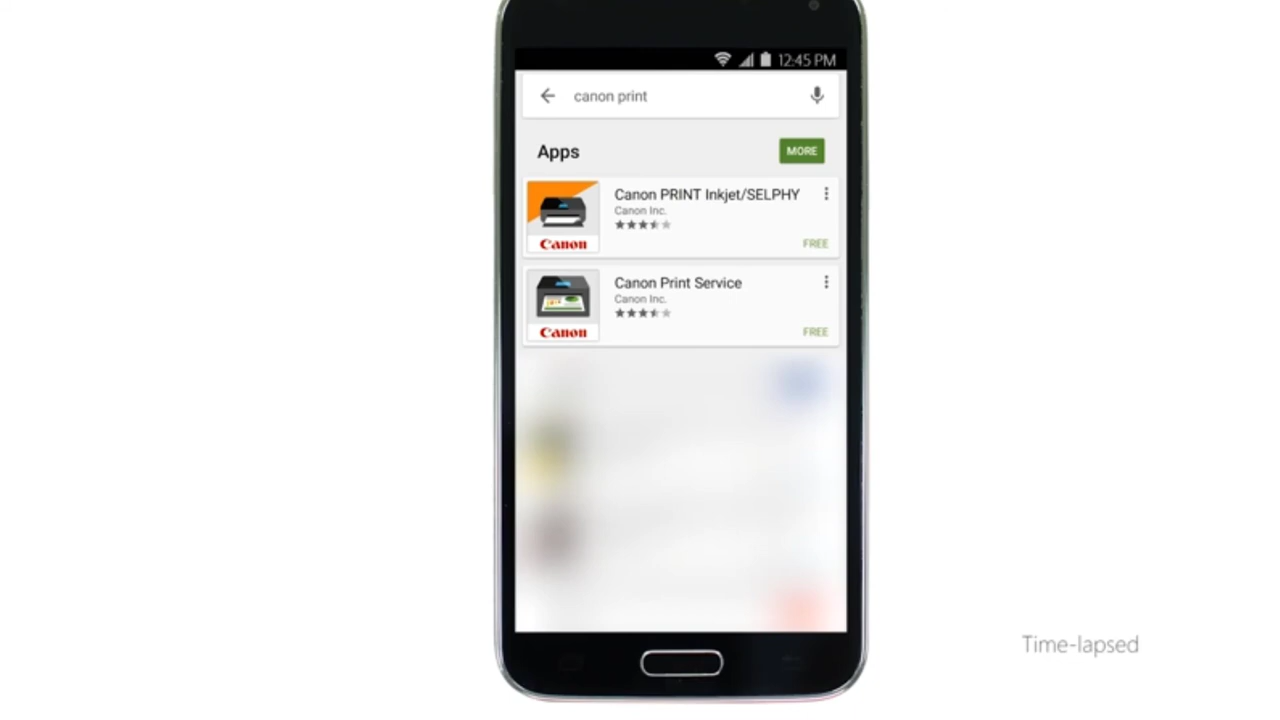 12:45 PM
canon print
Apps
MORE
Canon PRINT Inkjet/SELPHY
Canon Inc.
FREE
Canon
Canon Print Service
Canon Inc.
FREE
Canon
Time-lapsed